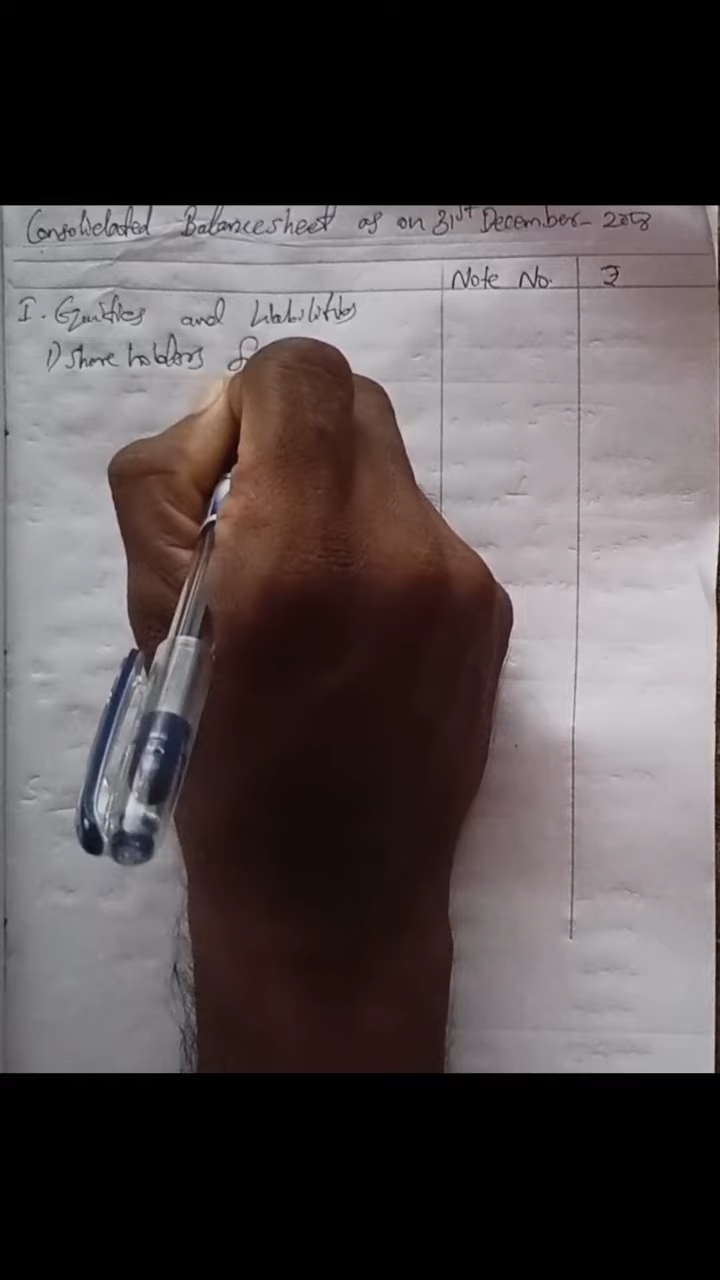 Consolidated Balancesheet as on 31st December-2018
Note No. ₹
I. Equities and Liabilities
1) Share holders f